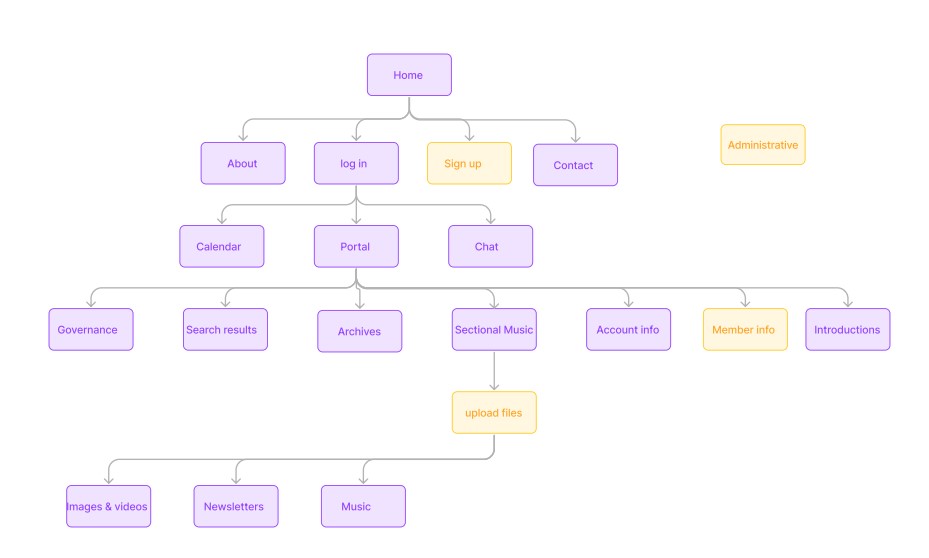 Home
Administrative
About
log in
Sign up
Contact
Calendar
Portal
Chat
Governance
Search results
Archives
Sectional Music
Account info
Member info
Introductions
upload files
Images & videos
Newsletters
Music